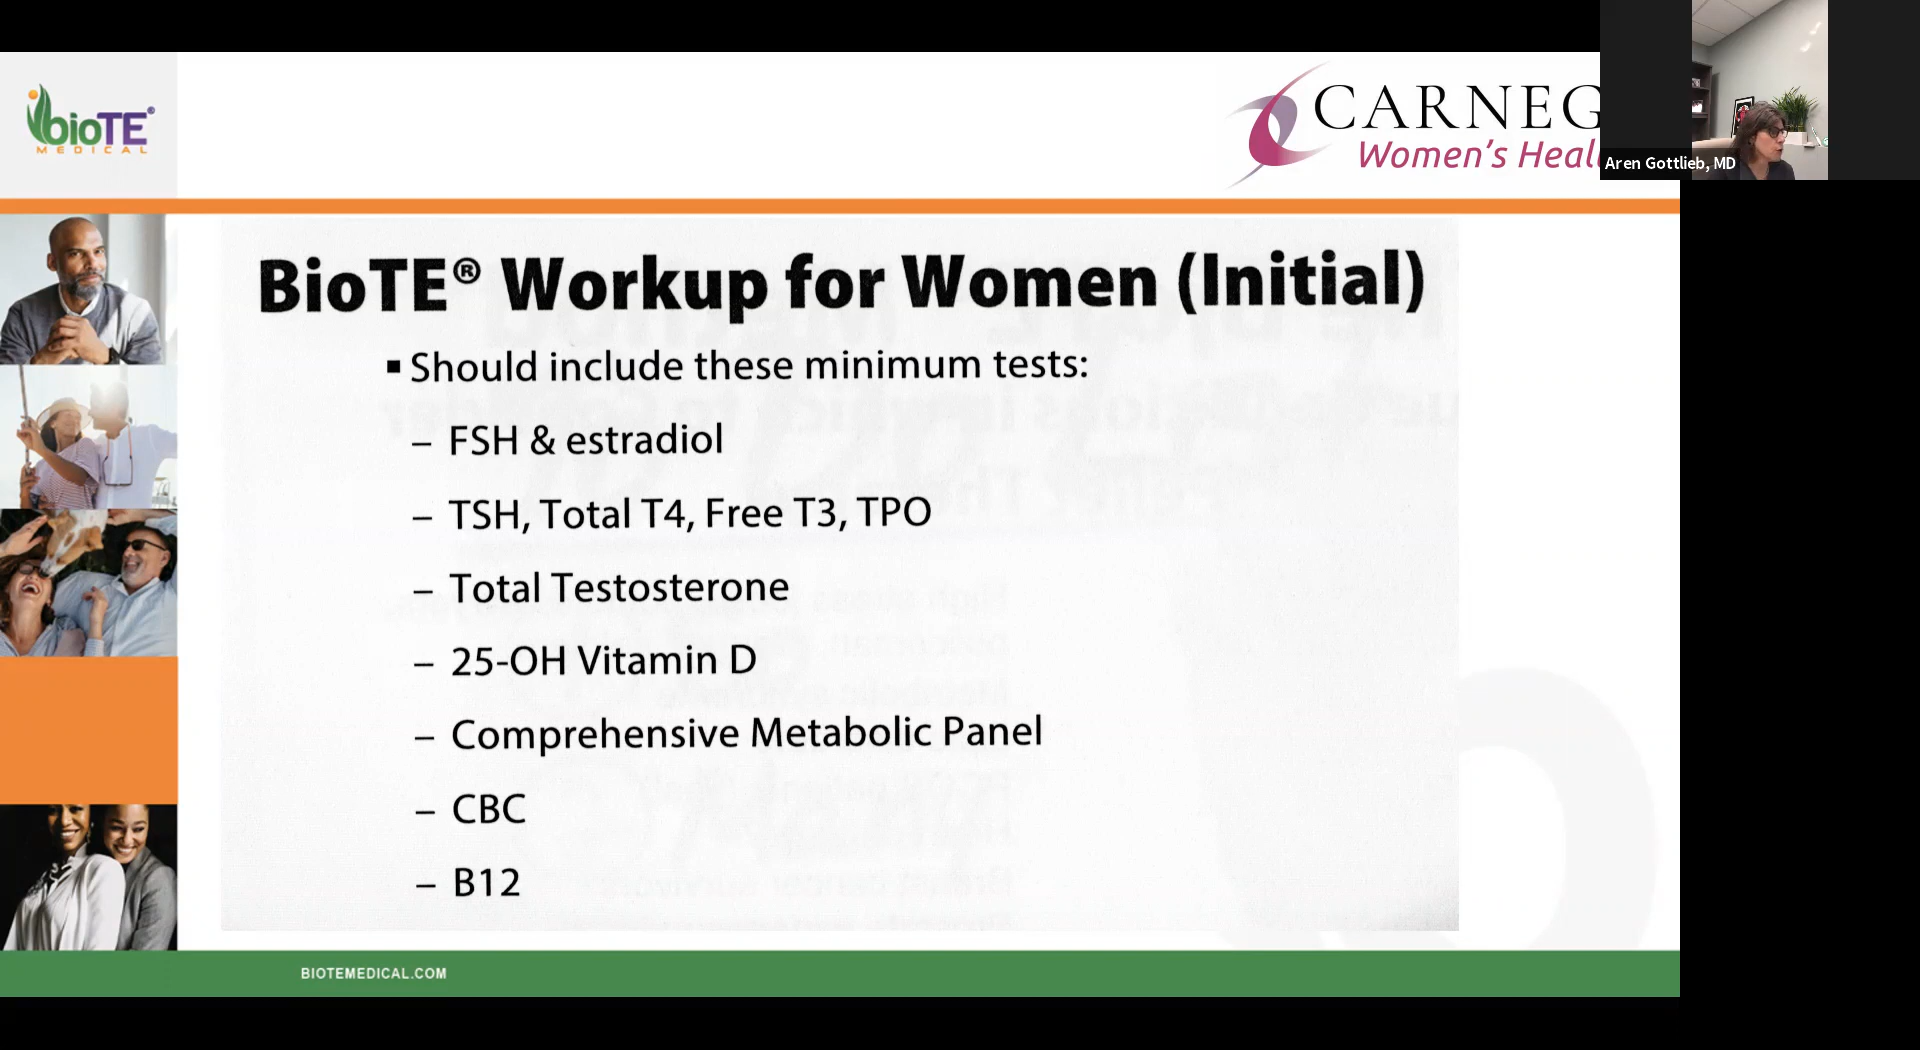 bioTE®
MEDICAL
CARNEG
Women's Heal
Aren Gottlieb, MD
BioTE® Workup for Women (Initial)
▪ Should include these minimum tests:
– FSH & estradiol
– TSH, Total T4, Free T3, TPO
– Total Testosterone
– 25-OH Vitamin D
– Comprehensive Metabolic Panel
– CBC
– B12
BIOTEMEDICAL.COM